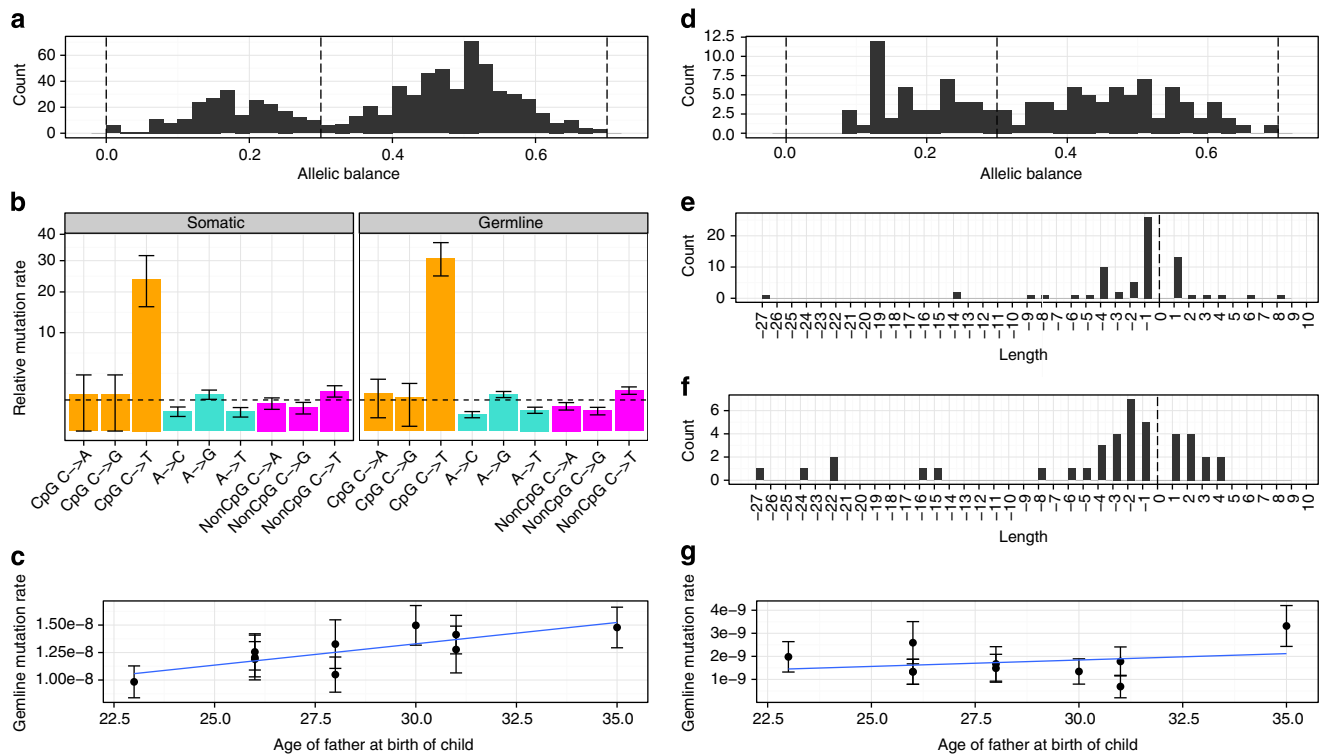 a
Count
60
40
20
0
0.0 0.2 0.4 0.6
Allelic balance
b
Somatic Germline
Relative mutation rate
40
30
20
10
CpG C−>A CpG C−>G CpG C−>T A−>C A−>G A−>T NonCpG C−>A NonCpG C−>G NonCpG C−>T
CpG C−>A CpG C−>G CpG C−>T A−>C A−>G A−>T NonCpG C−>A NonCpG C−>G NonCpG C−>T
c
Germline mutation rate
1.50e−8
1.25e−8
1.00e−8
22.5 25.0 27.5 30.0 32.5 35.0
Age of father at birth of child
d
Count
12.5
10.0
7.5
5.0
2.5
0.0
0.0 0.2 0.4 0.6
Allelic balance
e
Count
20
10
0
−27 −26 −25 −24 −23 −22 −21 −20 −19 −18 −17 −16 −15 −14 −13 −12 −11 −10 −9 −8 −7 −6 −5 −4 −3 −2 −1 0 1 2 3 4 5 6 7 8 9 10
Length
f
Count
6
4
2
0
−27 −26 −25 −24 −23 −22 −21 −20 −19 −18 −17 −16 −15 −14 −13 −12 −11 −10 −9 −8 −7 −6 −5 −4 −3 −2 −1 0 1 2 3 4 5 6 7 8 9 10
Length
g
Germline mutation rate
4e−9
3e−9
2e−9
1e−9
22.5 25.0 27.5 30.0 32.5 35.0
Age of father at birth of child